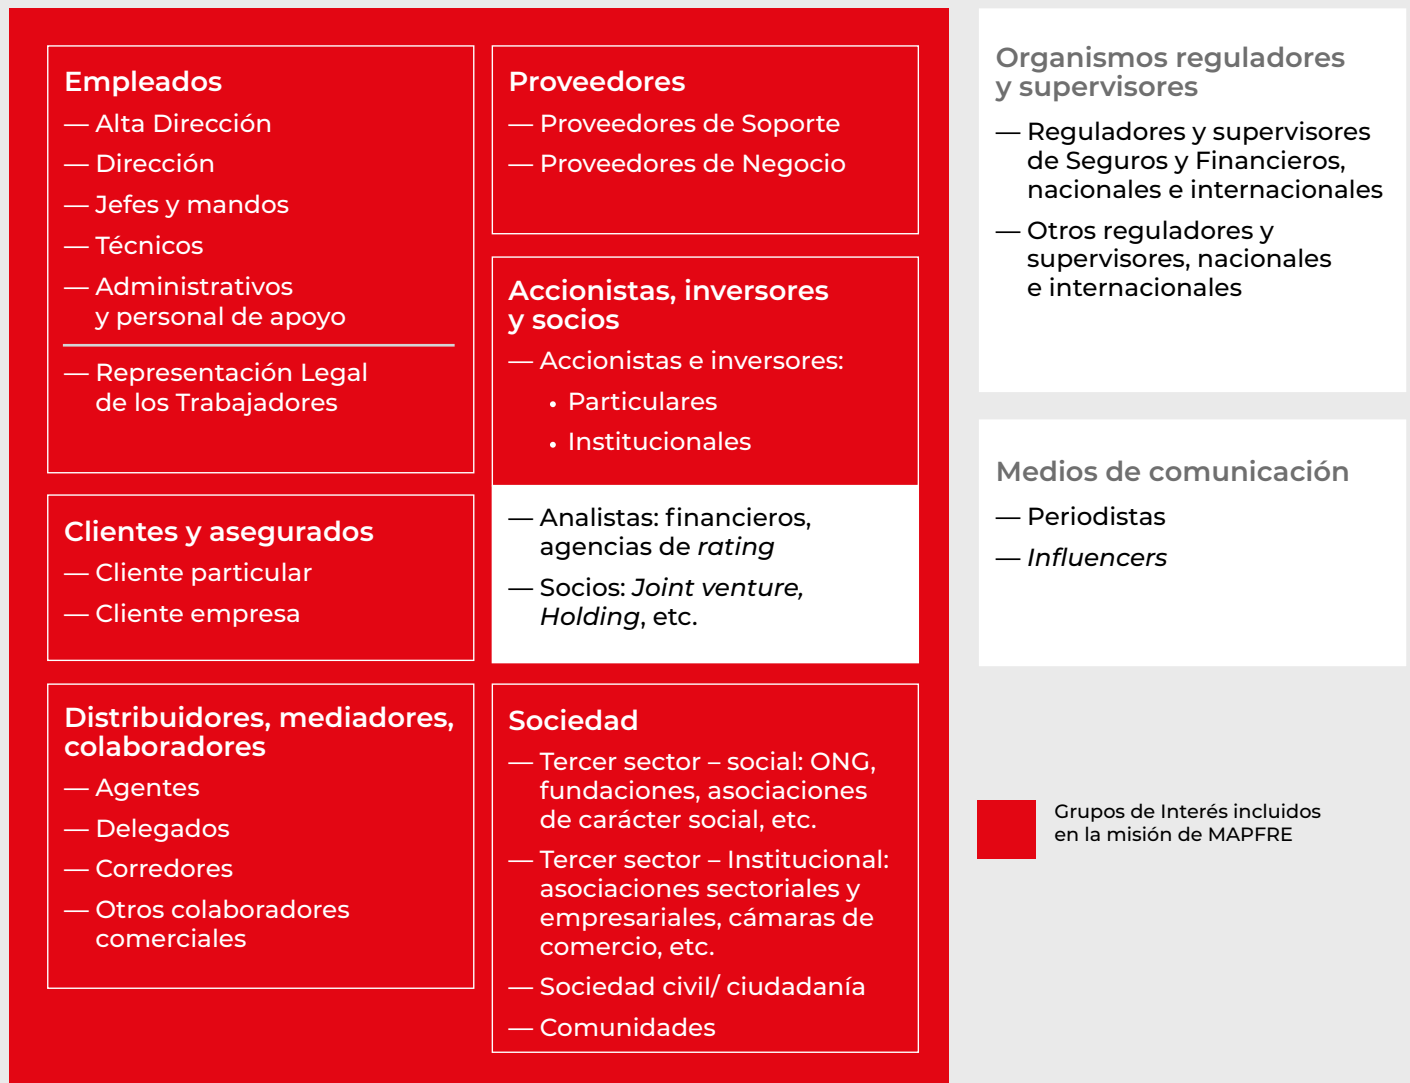 Empleados
— Alta Dirección
— Dirección
— Jefes y mandos
— Técnicos
— Administrativos
y personal de apoyo
— Representación Legal
de los Trabajadores
Clientes y asegurados
— Cliente particular
— Cliente empresa
Distribuidores, mediadores,
colaboradores
— Agentes
— Delegados
— Corredores
— Otros colaboradores
comerciales
Proveedores
— Proveedores de Soporte
— Proveedores de Negocio
Accionistas, inversores
y socios
— Accionistas e inversores:
• Particulares
• Institucionales
— Analistas: financieros,
agencias de rating
— Socios: Joint venture,
Holding, etc.
Sociedad
— Tercer sector – social: ONG,
fundaciones, asociaciones
de carácter social, etc.
— Tercer sector – Institucional:
asociaciones sectoriales y
empresariales, cámaras de
comercio, etc.
— Sociedad civil/ ciudadanía
— Comunidades
Organismos reguladores
y supervisores
— Reguladores y supervisores
de Seguros y Financieros,
nacionales e internacionales
— Otros reguladores y
supervisores, nacionales
e internacionales
Medios de comunicación
— Periodistas
— Influencers
Grupos de Interés incluidos
en la misión de MAPFRE